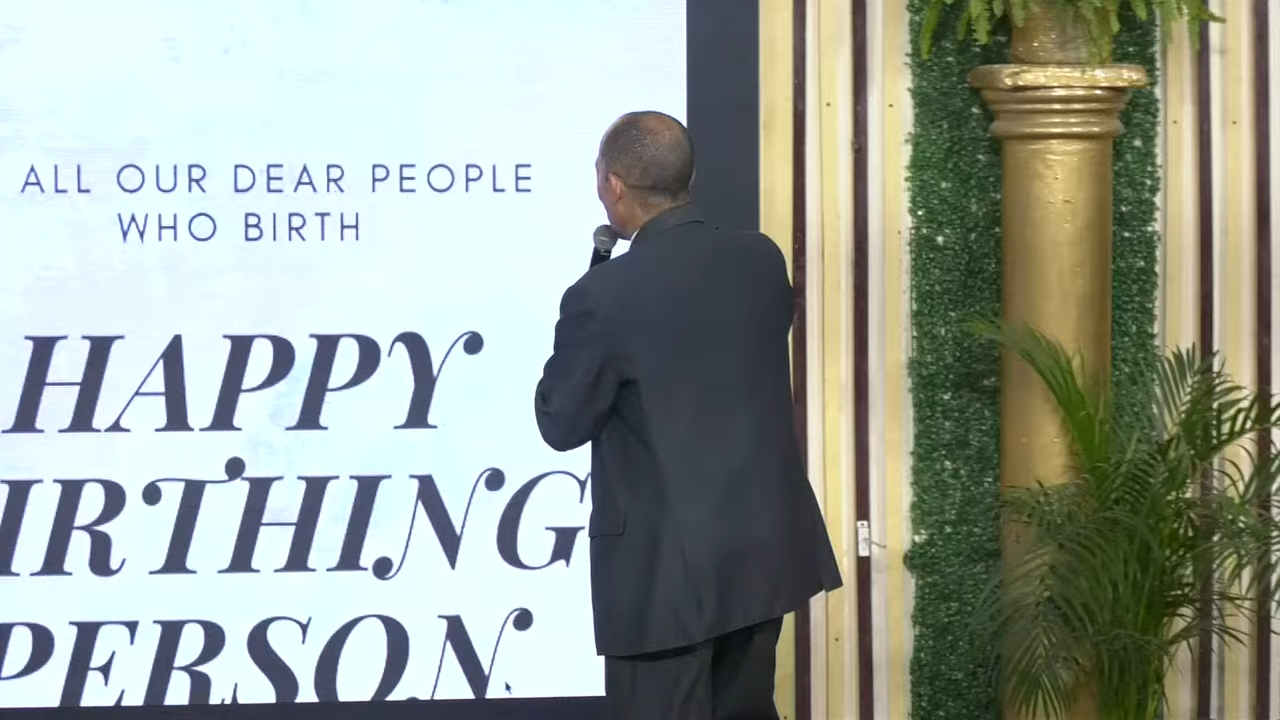 ALL OUR DEAR PEOPLE
WHO BIRTH
HAPPY
IRTHING
PERSON